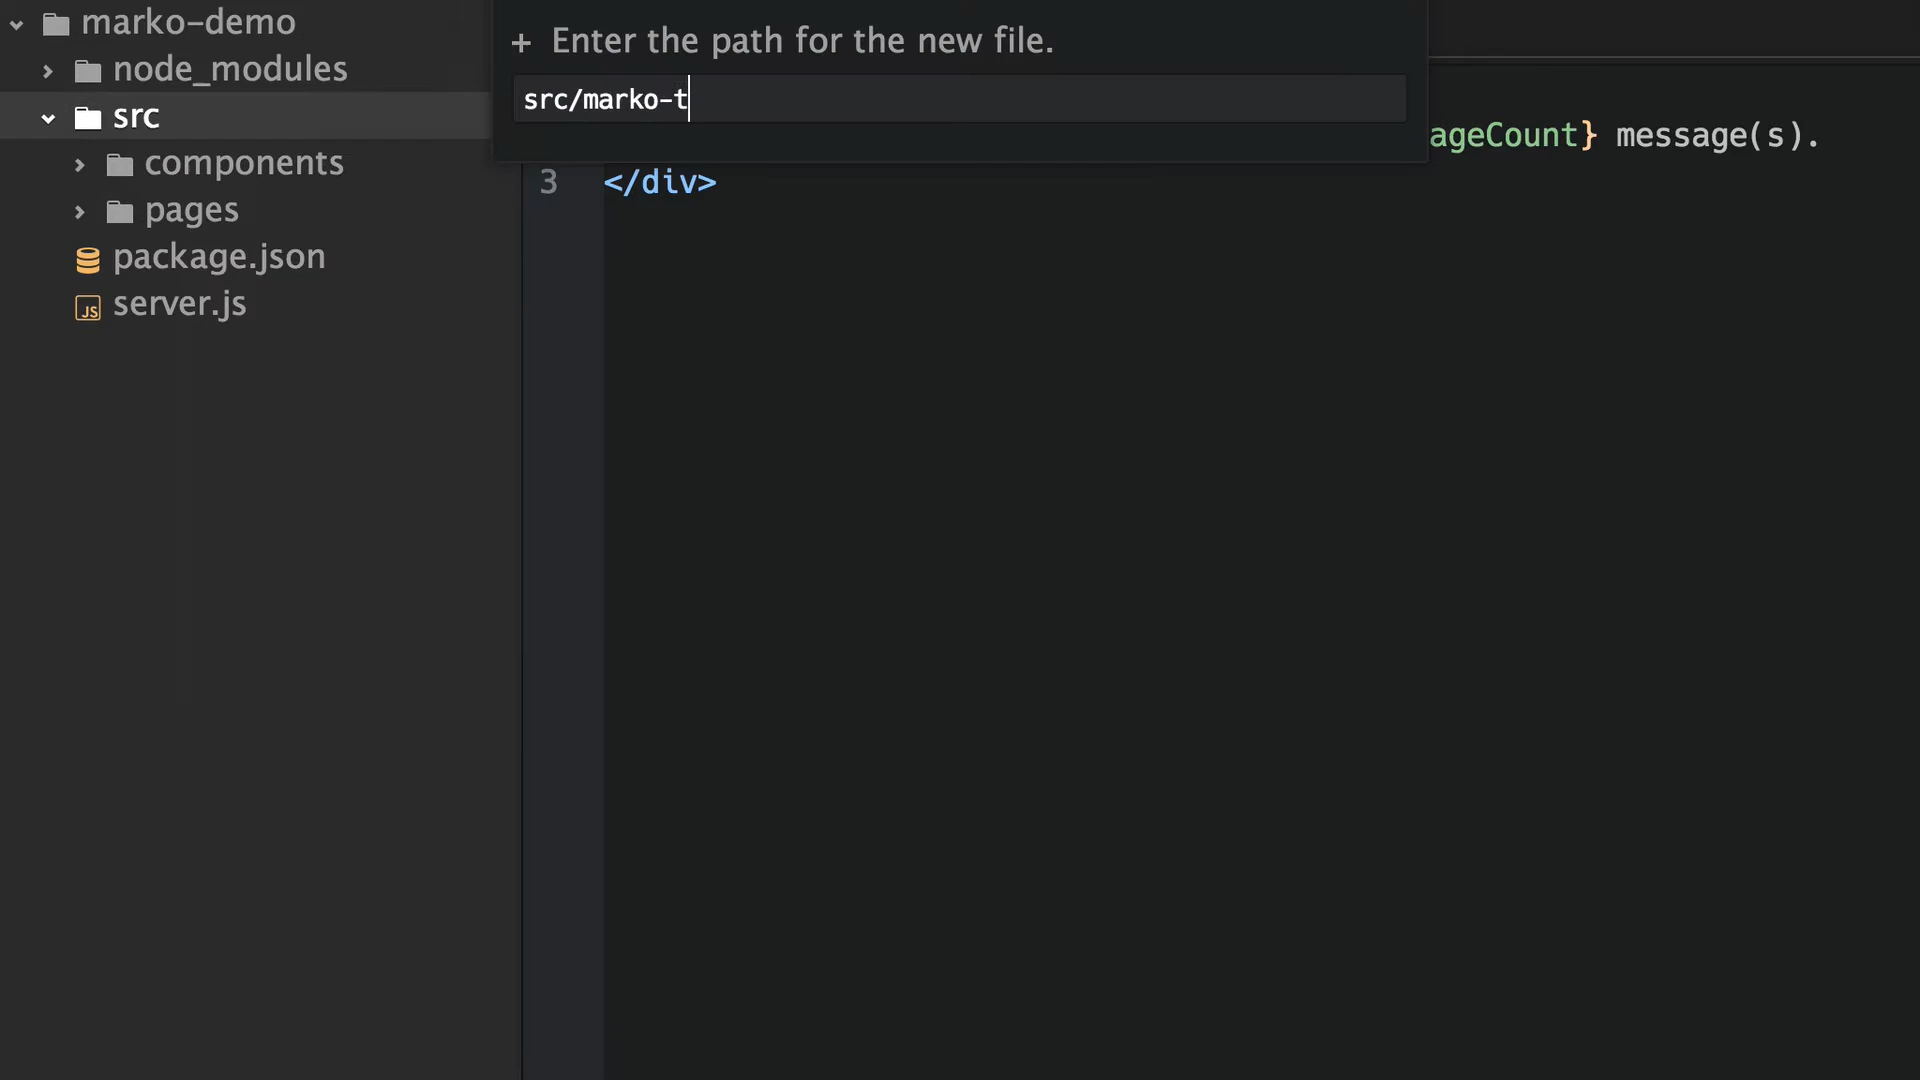 marko-demo
node_modules
src
components
pages
package.json
JS server.js
+ Enter the path for the new file.
src/marko-t
ageCount} message(s).
3 </div>